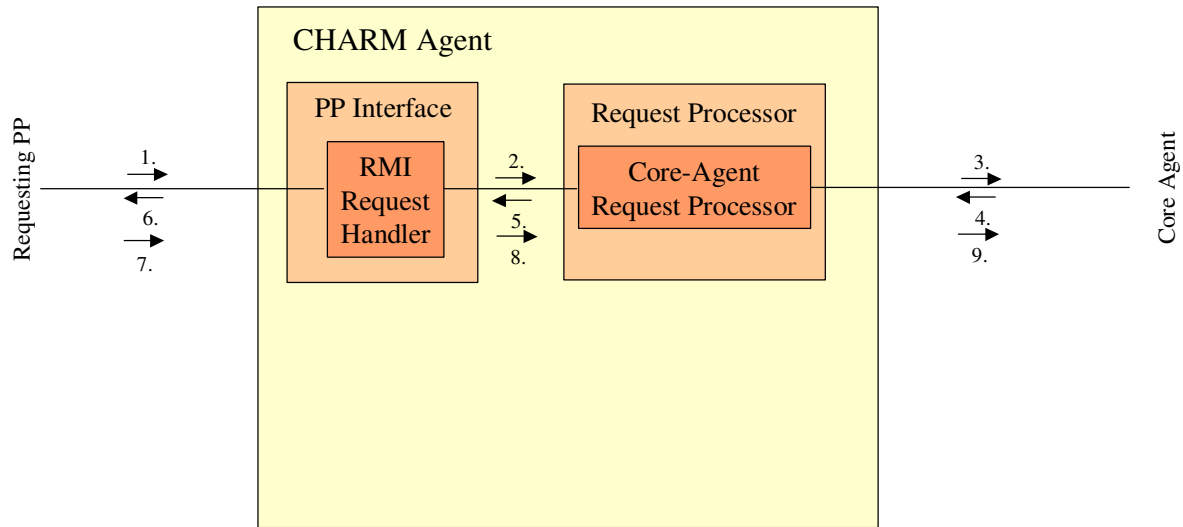 CHARM Agent
PP Interface
RMI
Request
Handler
Request Processor
Core-Agent
Request Processor
Requesting PP
Core Agent
1.
6.
7.
2.
5.
8.
3.
4.
9.